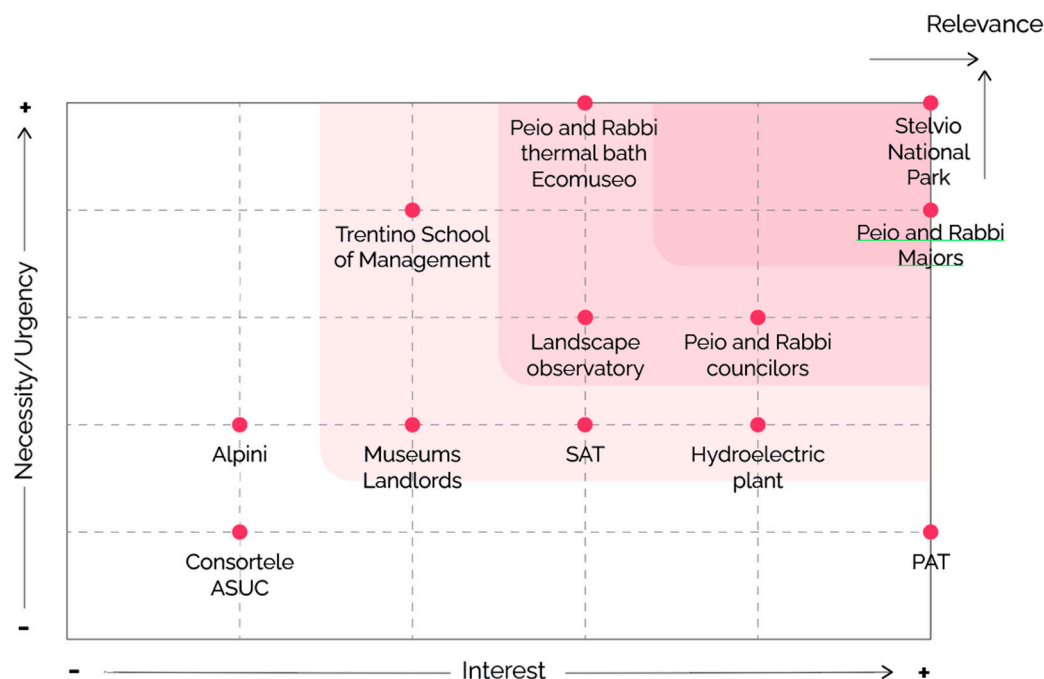 Relevance
+
Peio and Rabbi
thermal bath
Ecomuseo
Stelvio
National
Park
Trentino School
of Management
Peio and Rabbi
Majors
Necessity/Urgency
Landscape
observatory
Peio and Rabbi
councilors
Alpini
Museums
Landlords
SAT
Hydroelectric
plant
Consortele
ASUC
PAT
-
-
Interest
+